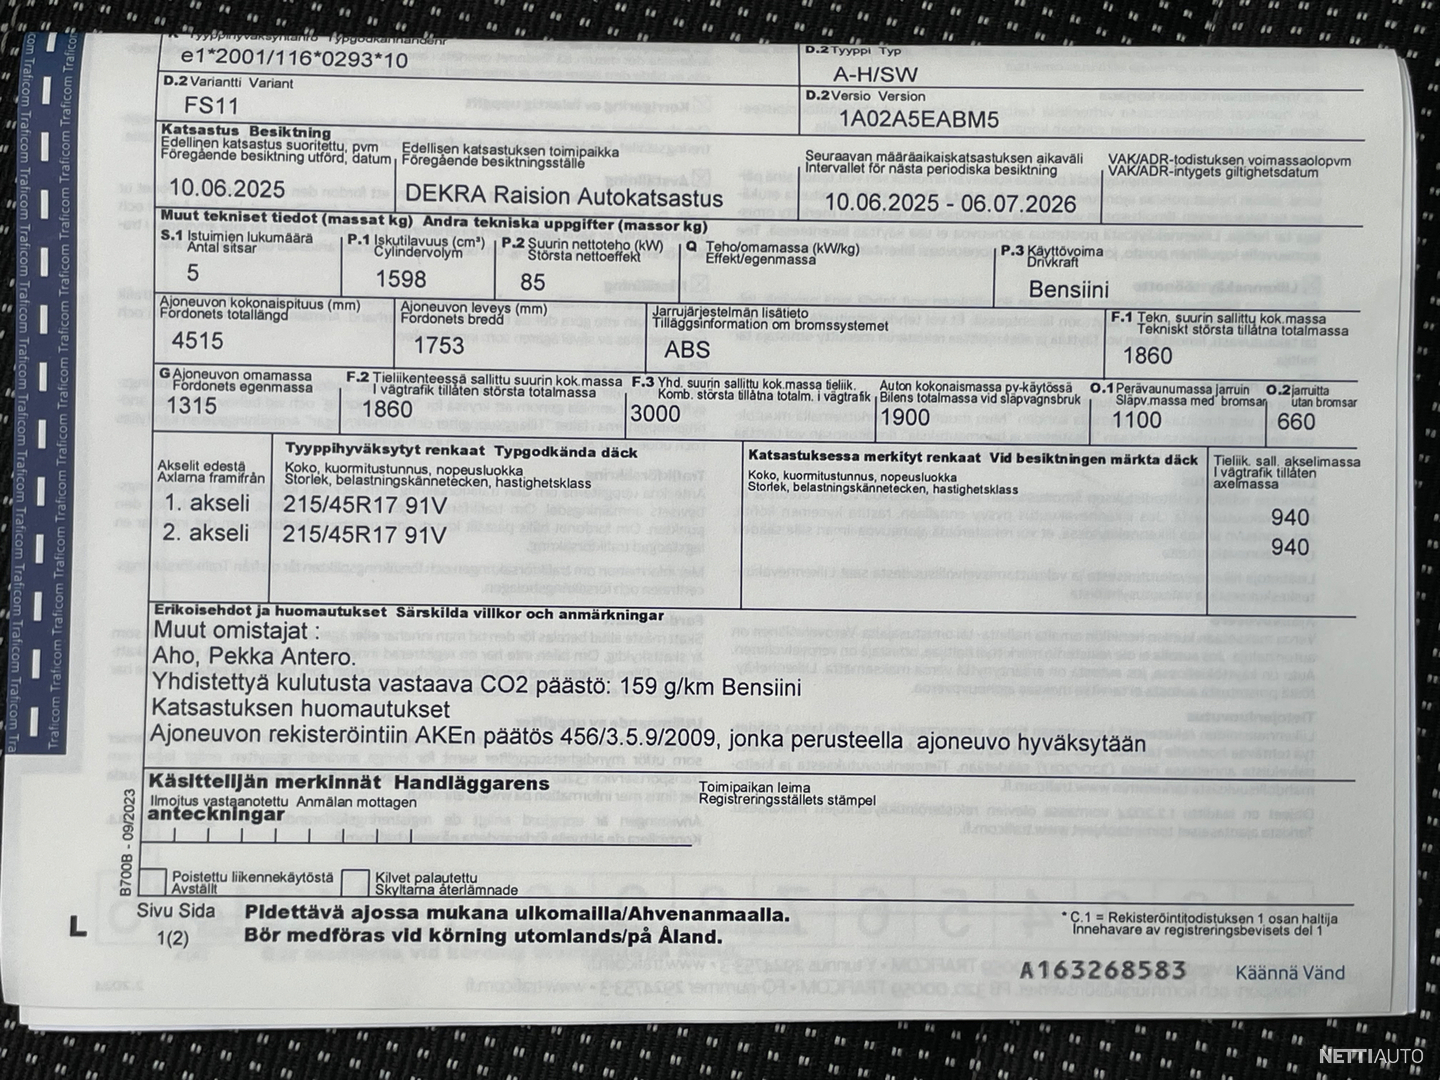 K Tyyppihyväksyntänro Typgodkännandenr
e1*2001/116*0293*10
D.2 Tyyppi Typ
A-H/SW
D.2 Variantti Variant
FS11
D.2 Versio Version
1A02A5EABM5
Katsastus Besiktning
Edellinen katsastus suoritettu, pvm
Föregående besiktning utförd, datum
10.06.2025
Edellisen katsastuksen toimipaikka
Föregående besiktningsställe
DEKRA Raision Autokatsastus
Seuraavan määräaikaiskatsastuksen aikaväli
Intervallet för nästa periodiska besiktning
10.06.2025 - 06.07.2026
VAK/ADR-todistuksen voimassaolopvm
VAK/ADR-intygets giltighetsdatum
Muut tekniset tiedot (massat kg) Andra tekniska uppgifter (massor kg)
S.1 Istuimien lukumäärä
Antal sitsar
5
P.1 Iskutilavuus (cm³)
Cylindervolym
1598
P.2 Suurin nettoteho (kW)
Största nettoeffekt
85
Q Teho/omamassa (kW/kg)
Effekt/egenmassa
P.3 Käyttövoima
Drivkraft
Bensiini
Ajoneuvon kokonaispituus (mm)
Fordonets totallängd
4515
Ajoneuvon leveys (mm)
Fordonets bredd
1753
Jarrujärjestelmän lisätieto
Tilläggsinformation om bromssystemet
ABS
F.1 Tekn. suurin sallittu kok.massa
Tekniskt största tillåtna totalmassa
1860
G Ajoneuvon omamassa
Fordonets egenmassa
1315
F.2 Tieliikenteessä sallittu suurin kok.massa
I vägtrafik tillåten största totalmassa
1860
F.3 Yhd. suurin sallittu kok.massa tieliik.
Komb. största tillåtna totalm. i vägtrafik
3000
Auton kokonaismassa pv-käytössä
Bilens totalmassa vid släpvagnsbruk
1900
O.1 Perävaunumassa jarruin
Släpv.massa med bromsar
1100
O.2 jarruitta
utan bromsar
660
Akselit edestä
Axlarna framifrån
Tyyppihyväksytyt renkaat Typgodkända däck
Koko, kuormitustunnus, nopeusluokka
Storlek, belastningskännetecken, hastighetsklass
Katsastuksessa merkityt renkaat Vid besiktningen märkta däck
Koko, kuormitustunnus, nopeusluokka
Storlek, belastningskännetecken, hastighetsklass
Tieliik. sall. akselimassa
I vägtrafik tillåten
axelmassa
1. akseli 215/45R17 91V 940
2. akseli 215/45R17 91V 940
Erikoisehdot ja huomautukset Särskilda villkor och anmärkningar
Muut omistajat :
Aho, Pekka Antero.
Yhdistettyä kulutusta vastaava CO2 päästö: 159 g/km Bensiini
Katsastuksen huomautukset
Ajoneuvon rekisteröintiin AKEn päätös 456/3.5.9/2009, jonka perusteella ajoneuvo hyväksytään
Käsittelijän merkinnät Handläggarens
Ilmoitus vastaanotettu Anmälan mottagen
anteckningar
Toimipaikan leima
Registreringsställets stämpel
Poistettu liikennekäytöstä
Avställt
Kilvet palautettu
Skyltarna återlämnade
B700B - 09/2023
L
Sivu Sida
1(2)
Pidettävä ajossa mukana ulkomailla/Ahvenanmaalla.
Bör medföras vid körning utomlands/på Åland.
* C.1 = Rekisteröintitodistuksen 1 osan haltija
Innehavare av registreringsbevisets del 1
A163268583
Käännä Vänd
NETTIAUTO